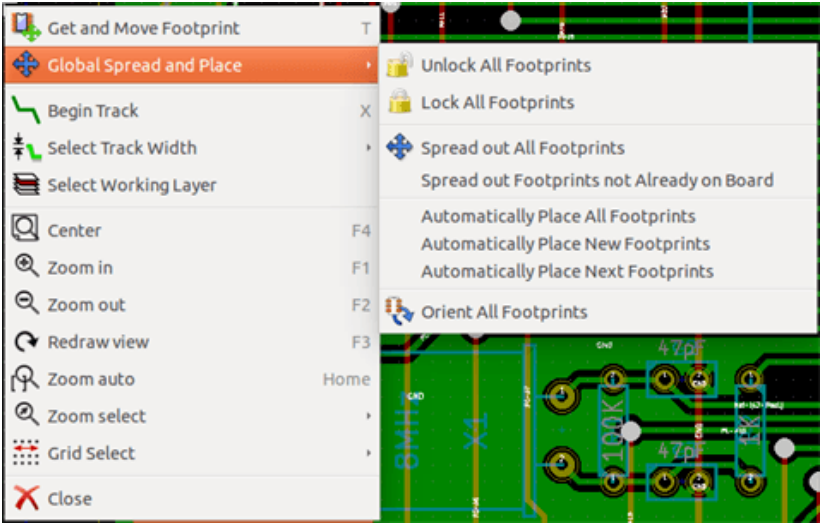 Get and Move Footprint T
Global Spread and Place
Begin Track X
Select Track Width
Select Working Layer
Center F4
Zoom in F1
Zoom out F2
Redraw view F3
Zoom auto Home
Zoom select
Grid Select
Close
Unlock All Footprints
Lock All Footprints
Spread out All Footprints
Spread out Footprints not Already on Board
Automatically Place All Footprints
Automatically Place New Footprints
Automatically Place Next Footprints
Orient All Footprints
GND
47pF
GND
8MHz
X1
100K
1K
47pF
GND